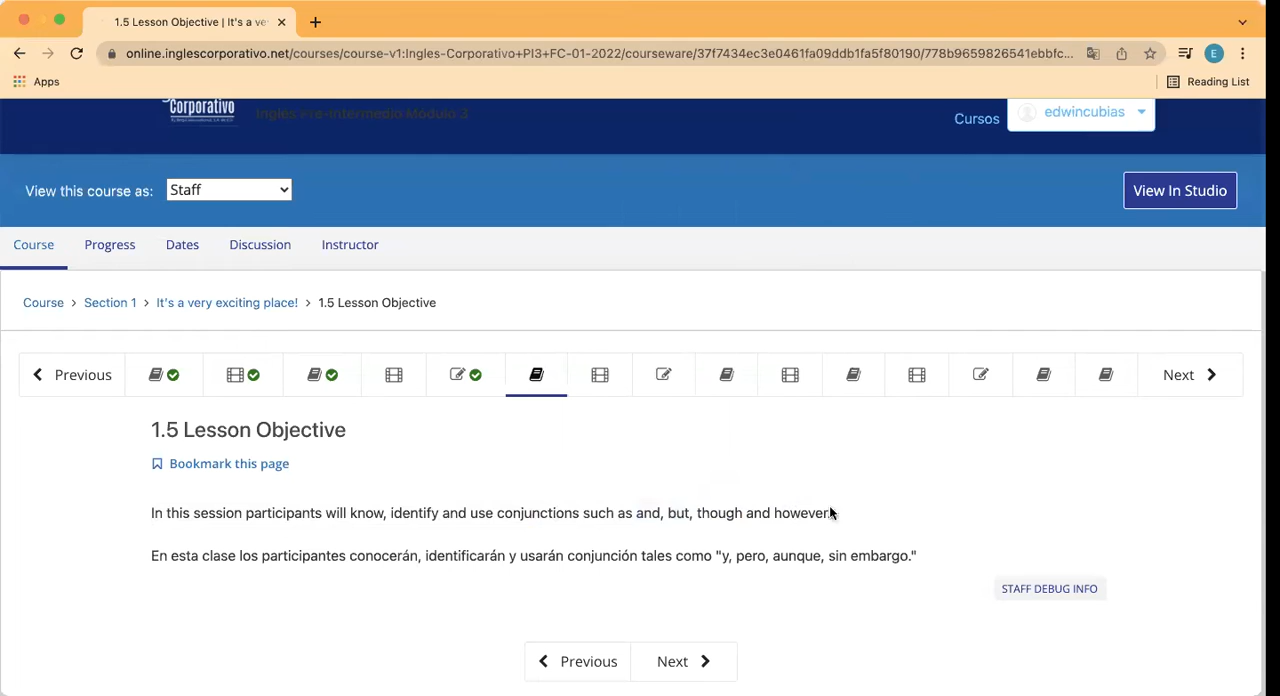 1.5 Lesson Objective | It's a ve
online.inglescorporativo.net/courses/course-v1:Ingles-Corporativo+PI3+FC-01-2022/courseware/37f7434ec3e0461fa09ddb1fa5f80190/778b9659826541ebbfc...
E
Apps
Reading List
Corporativo
Ingles Pre-Intermedio Modulo 3
Cursos
edwincubias
View this course as:
Staff
View In Studio
Course
Progress
Dates
Discussion
Instructor
Course > Section 1 > It's a very exciting place! > 1.5 Lesson Objective
Previous
Next
1.5 Lesson Objective
Bookmark this page
In this session participants will know, identify and use conjunctions such as and, but, though and however.
En esta clase los participantes conocerán, identificarán y usarán conjunción tales como "y, pero, aunque, sin embargo."
STAFF DEBUG INFO
Previous
Next